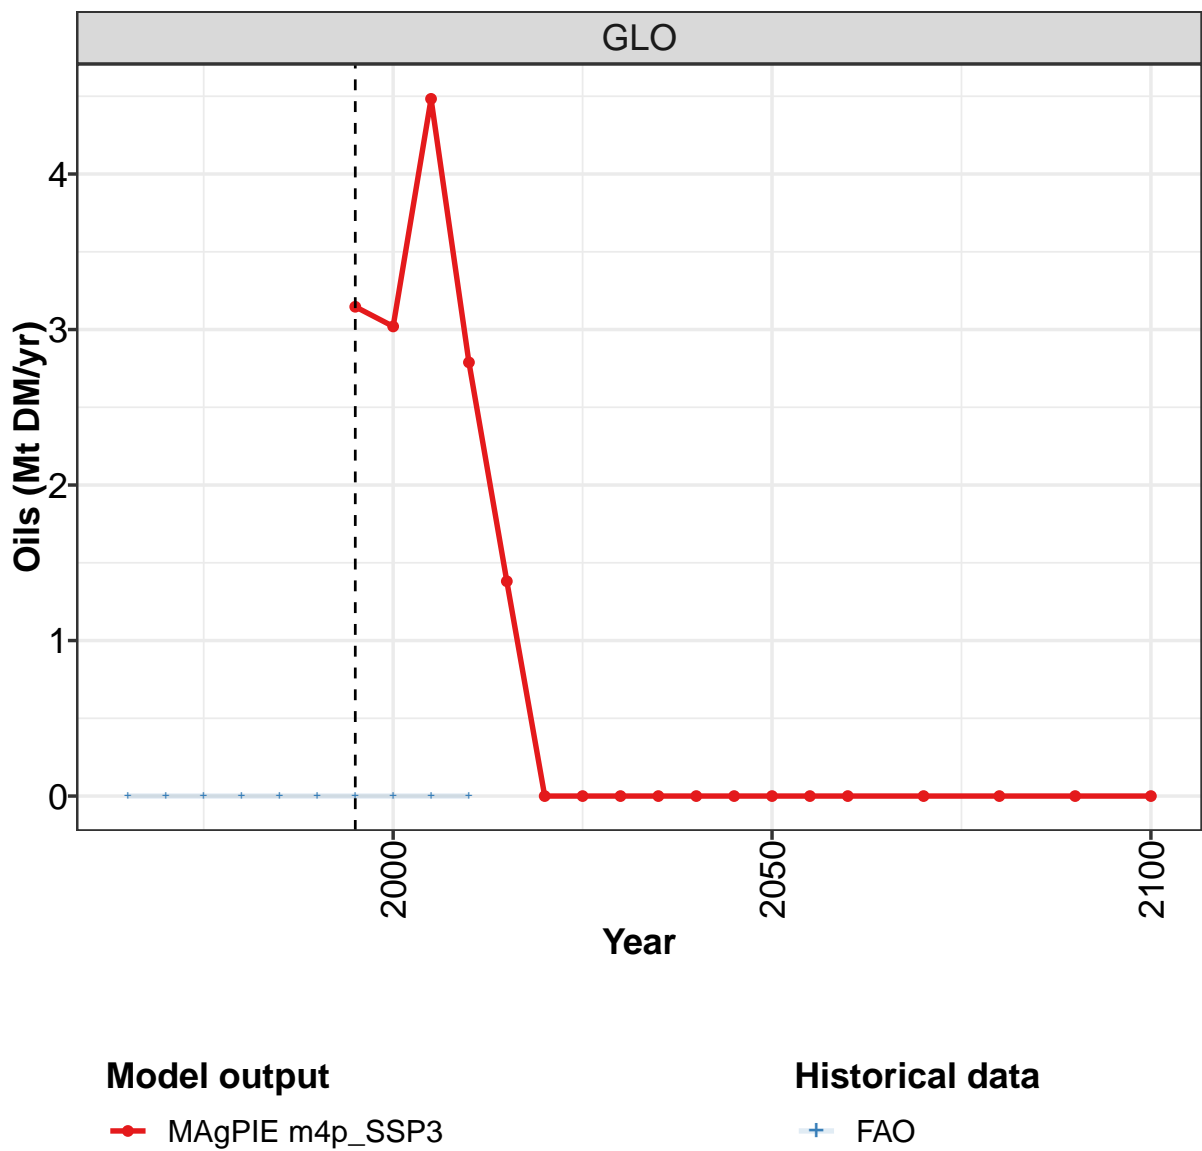 GLO
4
3
2
1
0
Oils (Mt DM/yr)
2000
2050
2100
Year
Model output
MAgPIE m4p_SSP3
Historical data
FAO